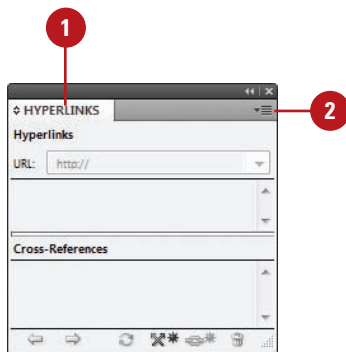 1
HYPERLINKS
2
Hyperlinks
URL: http://
Cross-References